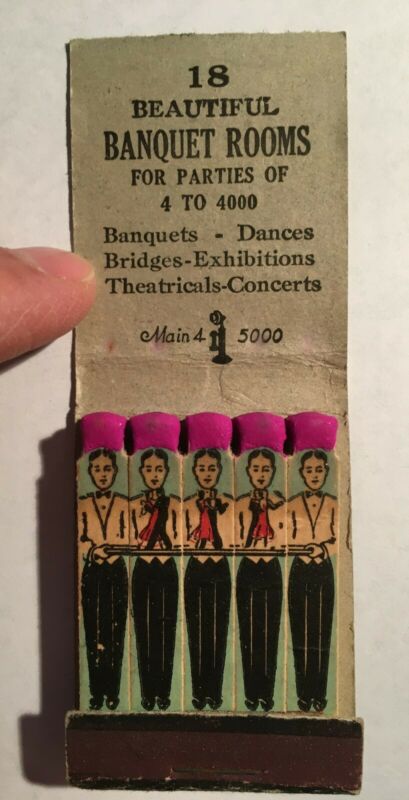 18
BEAUTIFUL
BANQUET ROOMS
FOR PARTIES OF
4 TO 4000
Banquets - Dances
Bridges-Exhibitions
Theatricals-Concerts
Main 4 5000